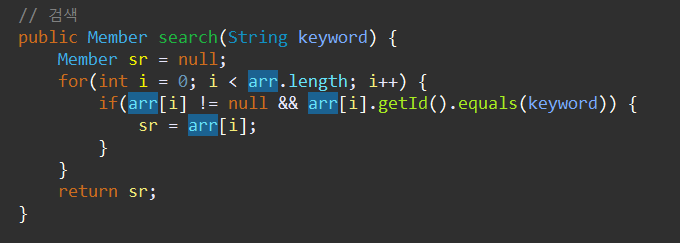 // 검색
public Member search(String keyword) {
    Member sr = null;
    for(int i = 0; i < arr.length; i++) {
        if(arr[i] != null && arr[i].getId().equals(keyword)) {
            sr = arr[i];
        }
    }
    return sr;
}